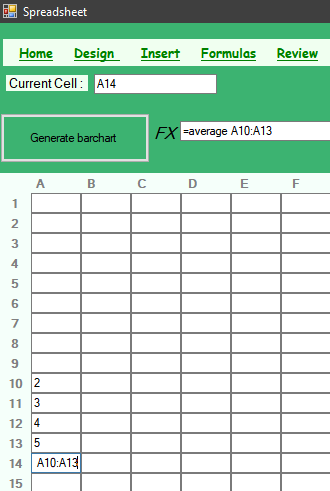 Spreadsheet
Home Design Insert Formulas Review
Current Cell : A14
Generate barchart FX =average A10:A13
A B C D E F
1
2
3
4
5
6
7
8
9
10 2
11 3
12 4
13 5
14 A10:A13
15